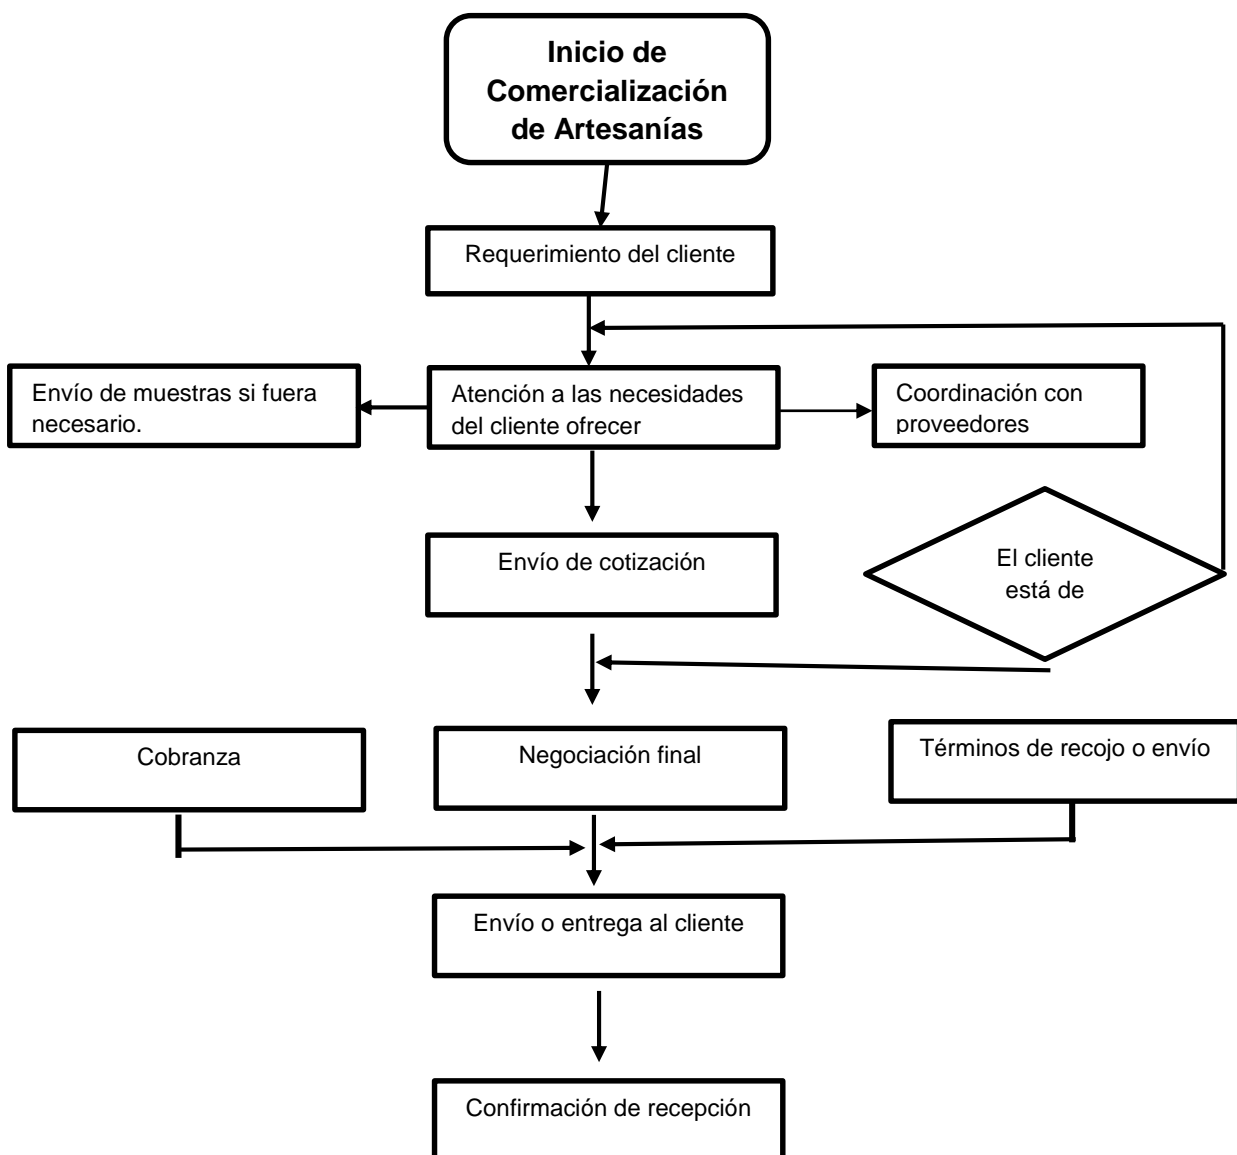 Inicio de
Comercialización
de Artesanías
Requerimiento del cliente
Envío de muestras si fuera
necesario.
Atención a las necesidades
del cliente ofrecer
Coordinación con
proveedores
Envío de cotización
El cliente
está de
Cobranza
Negociación final
Términos de recojo o envío
Envío o entrega al cliente
Confirmación de recepción